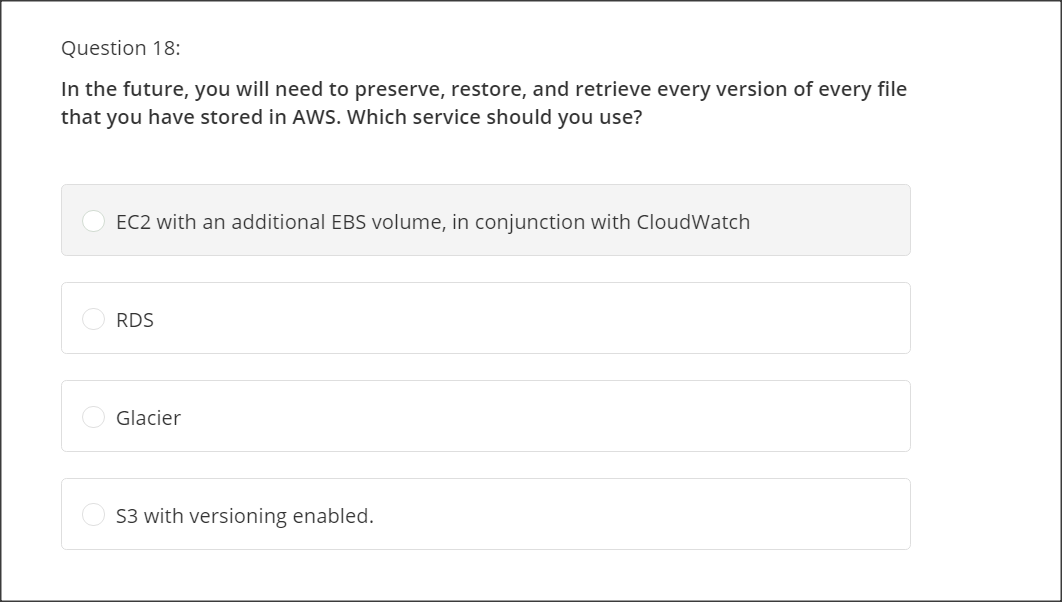 Question 18:
In the future, you will need to preserve, restore, and retrieve every version of every file
that you have stored in AWS. Which service should you use?
EC2 with an additional EBS volume, in conjunction with CloudWatch
RDS
Glacier
S3 with versioning enabled.